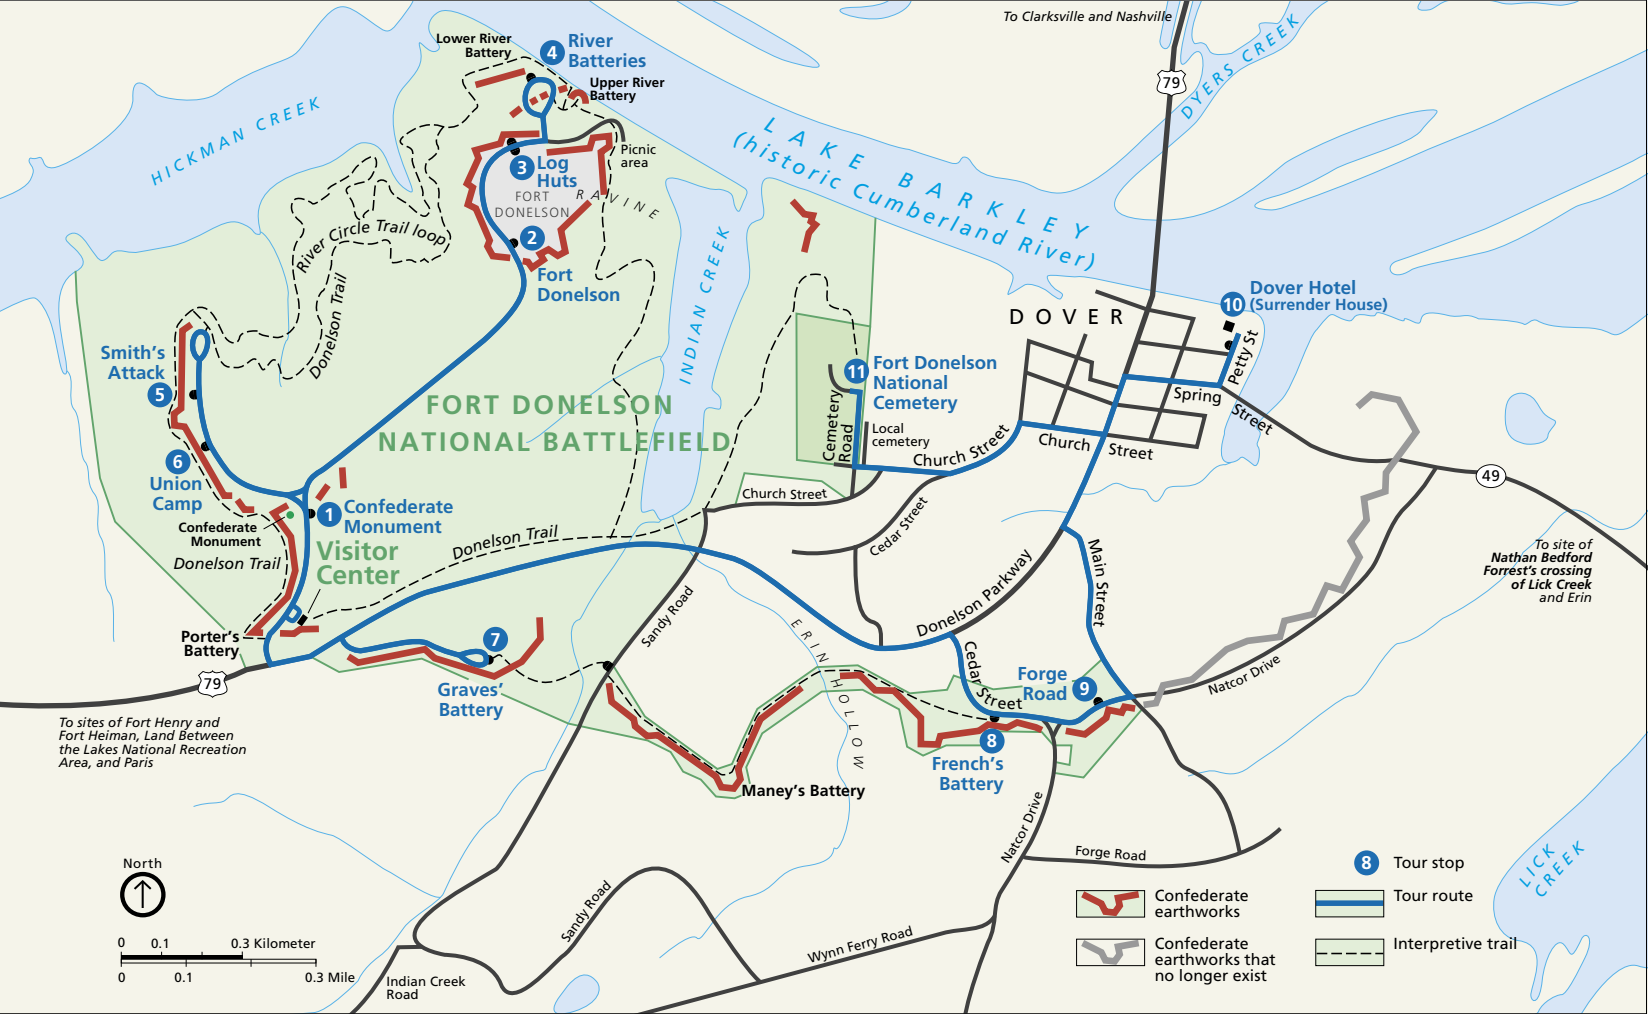 To Clarksville and Nashville
79
DYERS CREEK
Lower River
Battery
4
River
Batteries
Upper River
Battery
HICKMAN CREEK
LAKE BARKLEY
(historic Cumberland River)
Picnic
area
3
Log
Huts
FORT
DONELSON
RAVINE
2
Fort
Donelson
River Circle Trail loop
Donelson Trail
INDIAN CREEK
10
Dover Hotel
(Surrender House)
DOVER
Petty St
Spring
Street
Smith's
Attack
5
11
Fort Donelson
National
Cemetery
Cemetery
Road
Local
cemetery
Church Street
Church
Street
FORT DONELSON
NATIONAL BATTLEFIELD
6
Union
Camp
49
Church Street
Cedar Street
1
Confederate
Monument
Confederate
Monument
Donelson Trail
Visitor
Center
Donelson Trail
To site of
Nathan Bedford
Forrest's crossing
of Lick Creek
and Erin
Donelson Parkway
Main Street
Sandy Road
ERIN HOLLOW
Porter's
Battery
79
7
Graves'
Battery
Cedar Street
Forge
Road
9
Natcor Drive
To sites of Fort Henry and
Fort Heiman, Land Between
the Lakes National Recreation
Area, and Paris
8
French's
Battery
Maney's Battery
Natcor Drive
Forge Road
LICK
CREEK
North
0
0.1
0.3 Kilometer
0
0.1
0.3 Mile
Indian Creek
Road
Sandy Road
Wynn Ferry Road
8
Tour stop
Confederate
earthworks
Tour route
Confederate
earthworks that
no longer exist
Interpretive trail